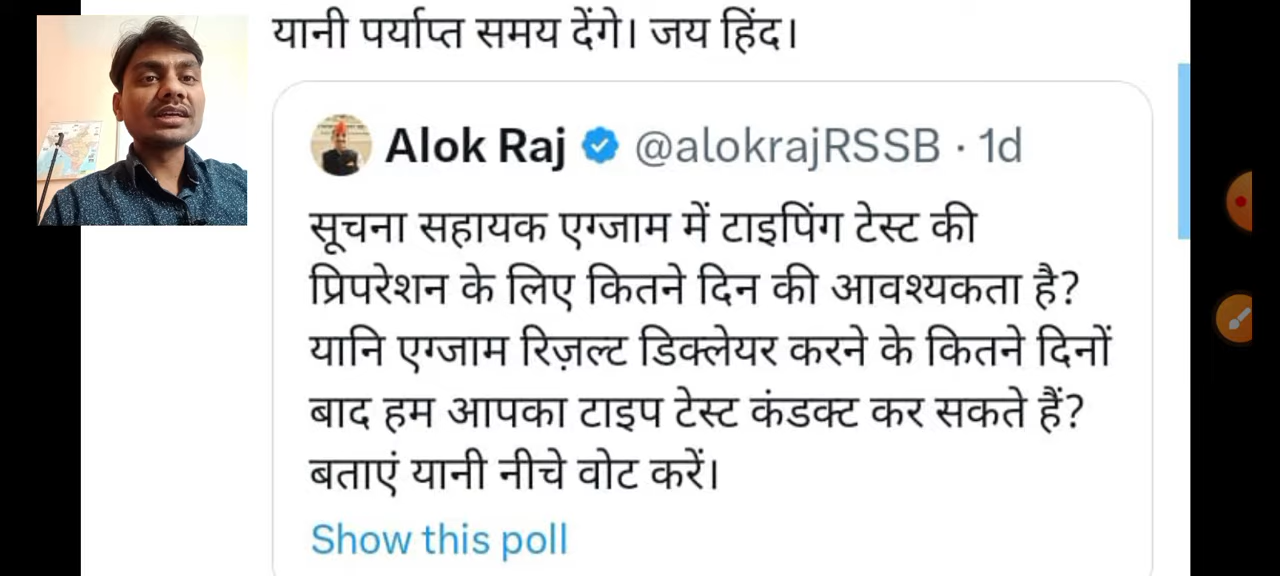 यानी पर्याप्त समय देंगे। जय हिंद।
Alok Raj @alokrajRSSB · 1d
सूचना सहायक एग्जाम में टाइपिंग टेस्ट की
प्रिपरेशन के लिए कितने दिन की आवश्यकता है?
यानि एग्जाम रिज़ल्ट डिक्लेयर करने के कितने दिनों
बाद हम आपका टाइप टेस्ट कंडक्ट कर सकते हैं?
बताएं यानी नीचे वोट करें।
Show this poll